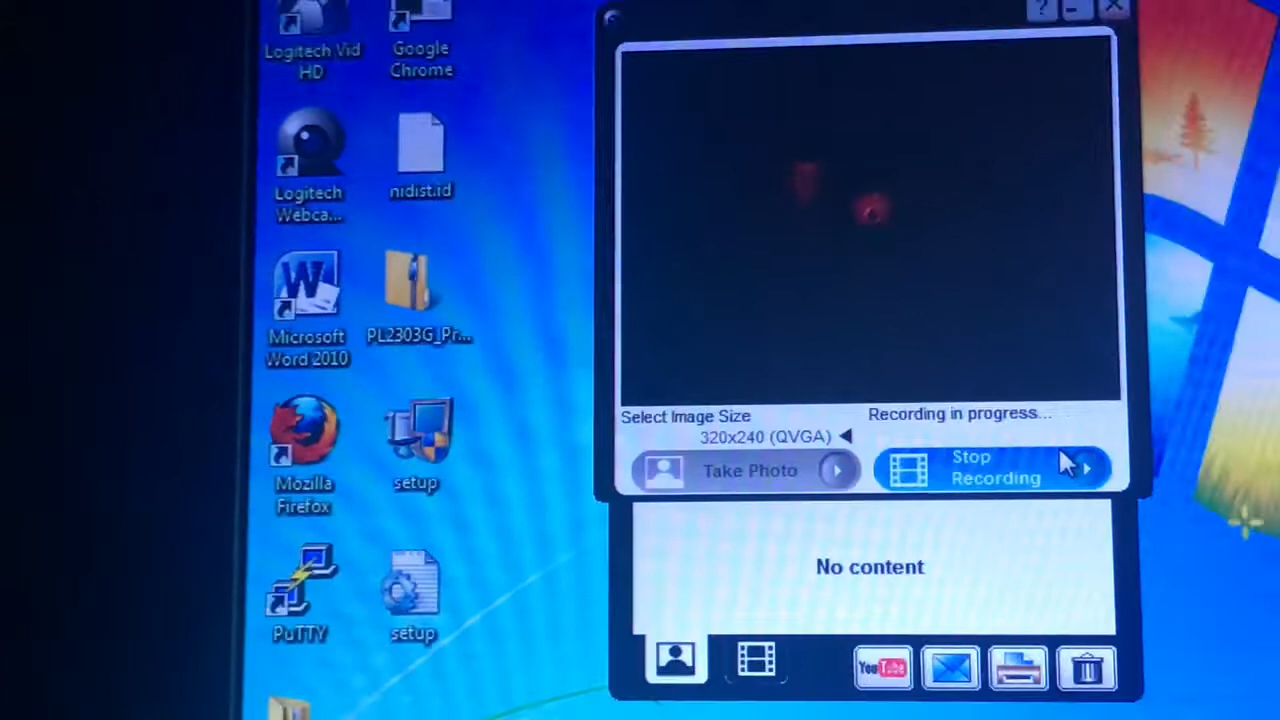 Logitech Vid
HD
Google
Chrome
Logitech
Webca...
nidist.id
Microsoft
Word 2010
PL2303G_Pr...
Mozilla
Firefox
setup
PuTTY
setup
?
Select Image Size
Recording in progress...
320x240 (QVGA)
Take Photo
Stop
Recording
No content
YouTube